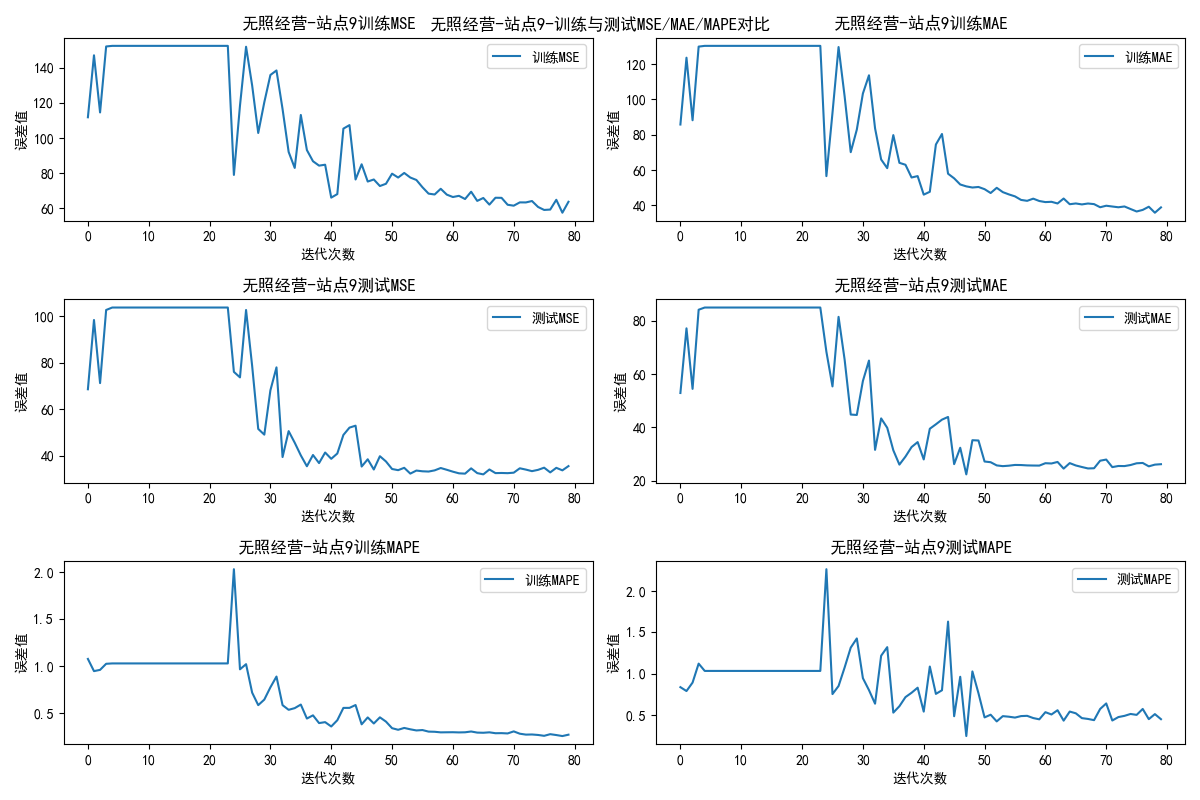 无照经营-站点9-训练与测试MSE/MAE/MAPE对比
无照经营-站点9训练MSE
训练MSE
误差值
140
120
100
80
60
0 10 20 30 40 50 60 70 80
迭代次数
无照经营-站点9训练MAE
训练MAE
误差值
120
100
80
60
40
0 10 20 30 40 50 60 70 80
迭代次数
无照经营-站点9测试MSE
测试MSE
误差值
100
80
60
40
0 10 20 30 40 50 60 70 80
迭代次数
无照经营-站点9测试MAE
测试MAE
误差值
80
60
40
20
0 10 20 30 40 50 60 70 80
迭代次数
无照经营-站点9训练MAPE
训练MAPE
误差值
2.0
1.5
1.0
0.5
0 10 20 30 40 50 60 70 80
迭代次数
无照经营-站点9测试MAPE
测试MAPE
误差值
2.0
1.5
1.0
0.5
0 10 20 30 40 50 60 70 80
迭代次数